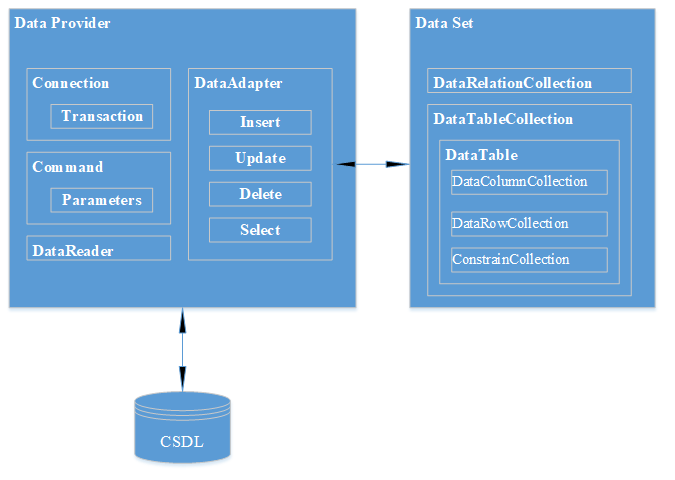 Data Provider
Connection
Transaction
Command
Parameters
DataReader
DataAdapter
Insert
Update
Delete
Select
Data Set
DataRelationCollection
DataTableCollection
DataTable
DataColumnCollection
DataRowCollection
ConstrainCollection
CSDL